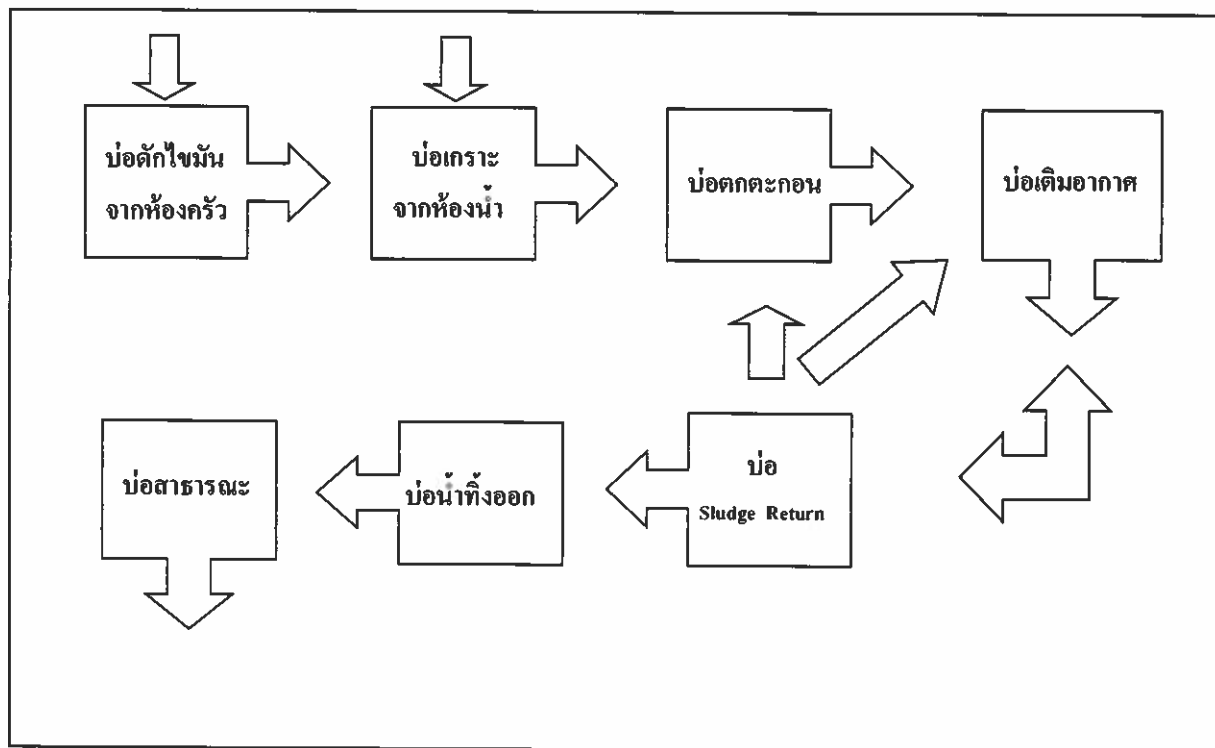 บ่อดักไขมัน
จากห้องครัว
บ่อเกราะ
จากห้องน้ำ
บ่อตกตะกอน
บ่อเติมอากาศ
บ่อสาธารณะ
บ่อน้ำทิ้งออก
บ่อ
Sludge Return